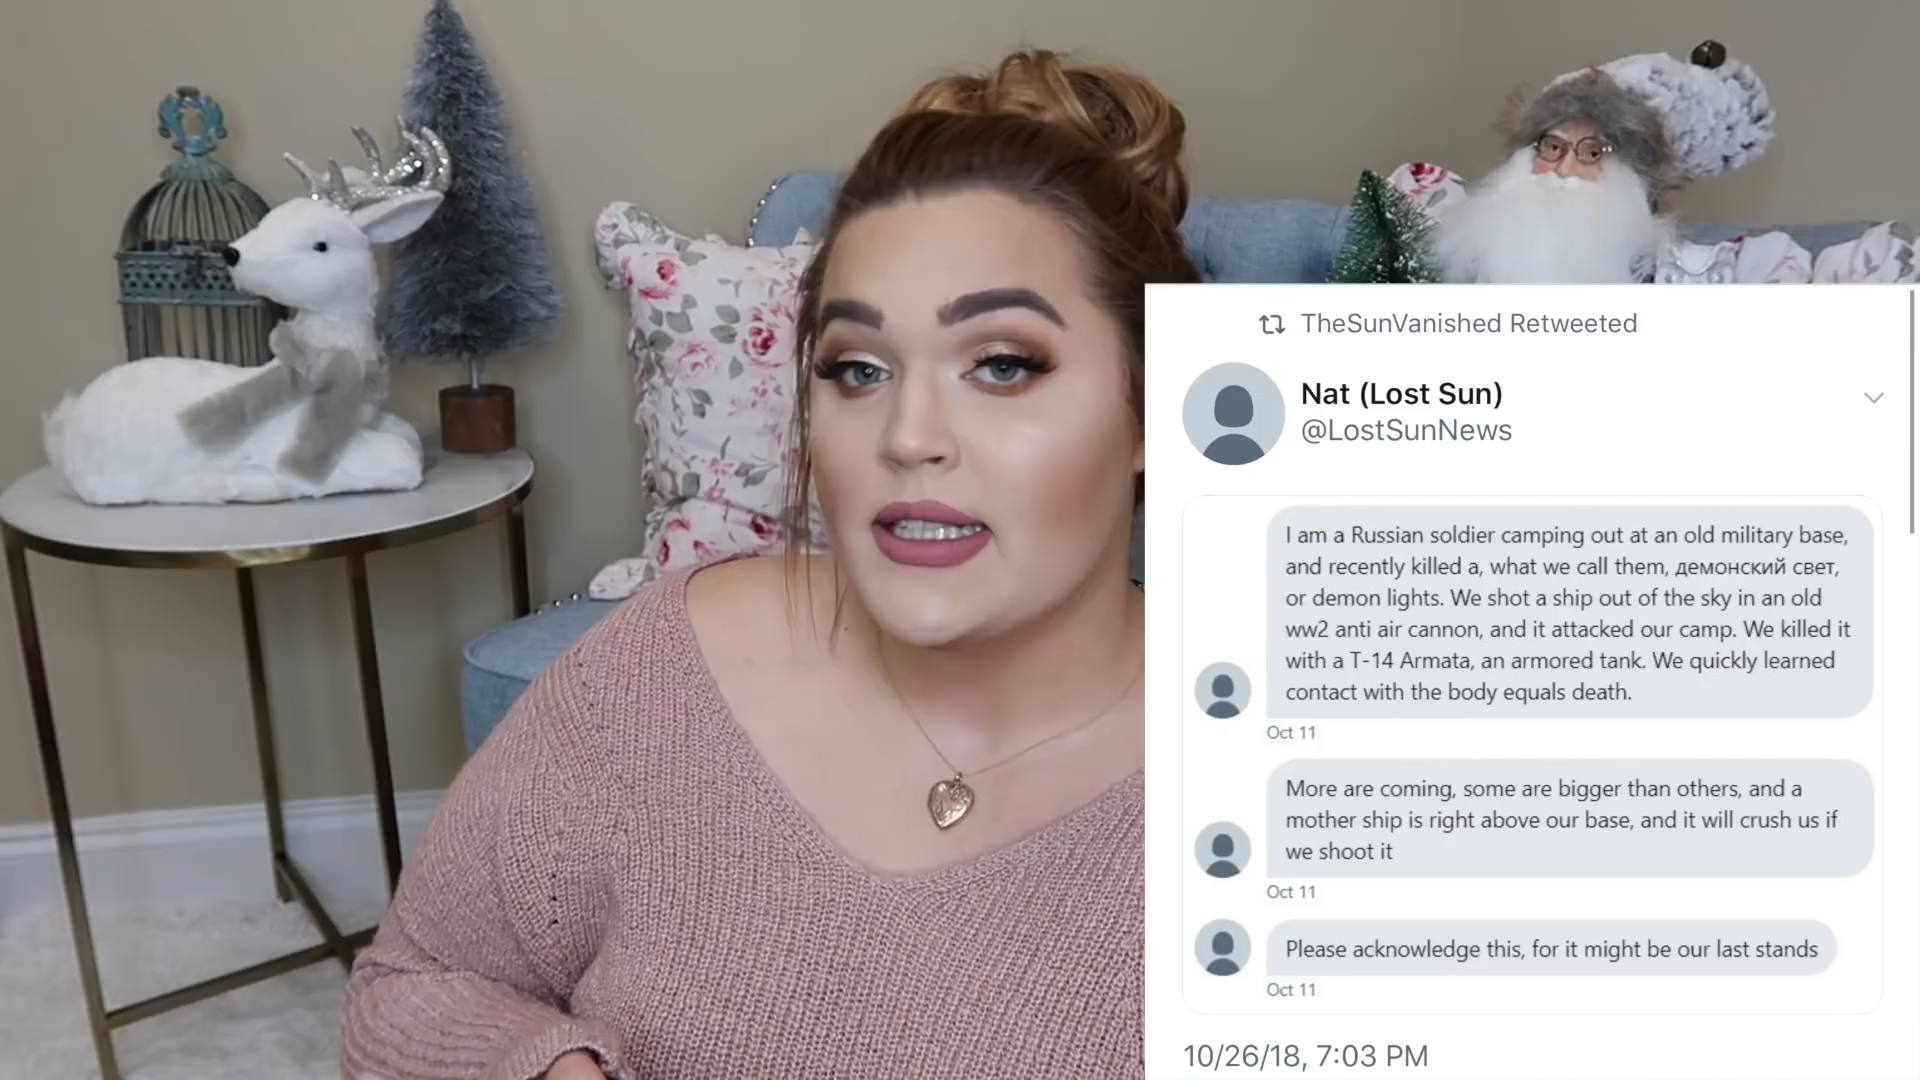 TheSunVanished Retweeted
Nat (Lost Sun)
@LostSunNews
I am a Russian soldier camping out at an old military base,
and recently killed a, what we call them, демонский свет,
or demon lights. We shot a ship out of the sky in an old
ww2 anti air cannon, and it attacked our camp. We killed it
with a T-14 Armata, an armored tank. We quickly learned
contact with the body equals death.
Oct 11
More are coming, some are bigger than others, and a
mother ship is right above our base, and it will crush us if
we shoot it
Oct 11
Please acknowledge this, for it might be our last stands
Oct 11
10/26/18, 7:03 PM